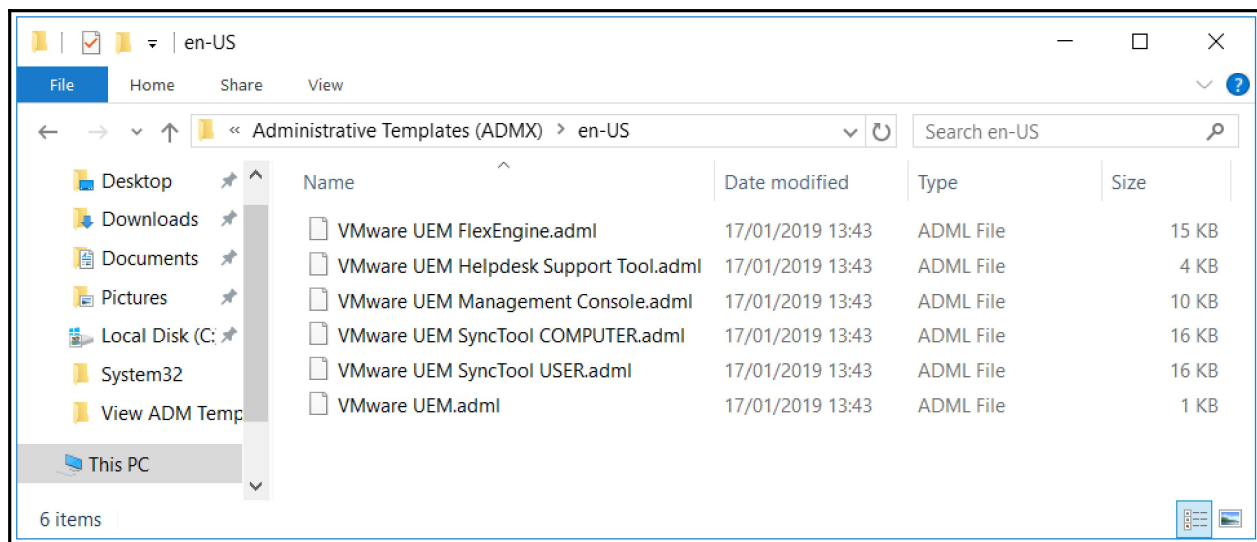 en-US
File Home Share View
« Administrative Templates (ADMX) > en-US Search en-US
Desktop
Downloads
Documents
Pictures
Local Disk (C:
System32
View ADM Temp
This PC
Name Date modified Type Size
VMware UEM FlexEngine.adml 17/01/2019 13:43 ADML File 15 KB
VMware UEM Helpdesk Support Tool.adml 17/01/2019 13:43 ADML File 4 KB
VMware UEM Management Console.adml 17/01/2019 13:43 ADML File 10 KB
VMware UEM SyncTool COMPUTER.adml 17/01/2019 13:43 ADML File 16 KB
VMware UEM SyncTool USER.adml 17/01/2019 13:43 ADML File 16 KB
VMware UEM.adml 17/01/2019 13:43 ADML File 1 KB
6 items